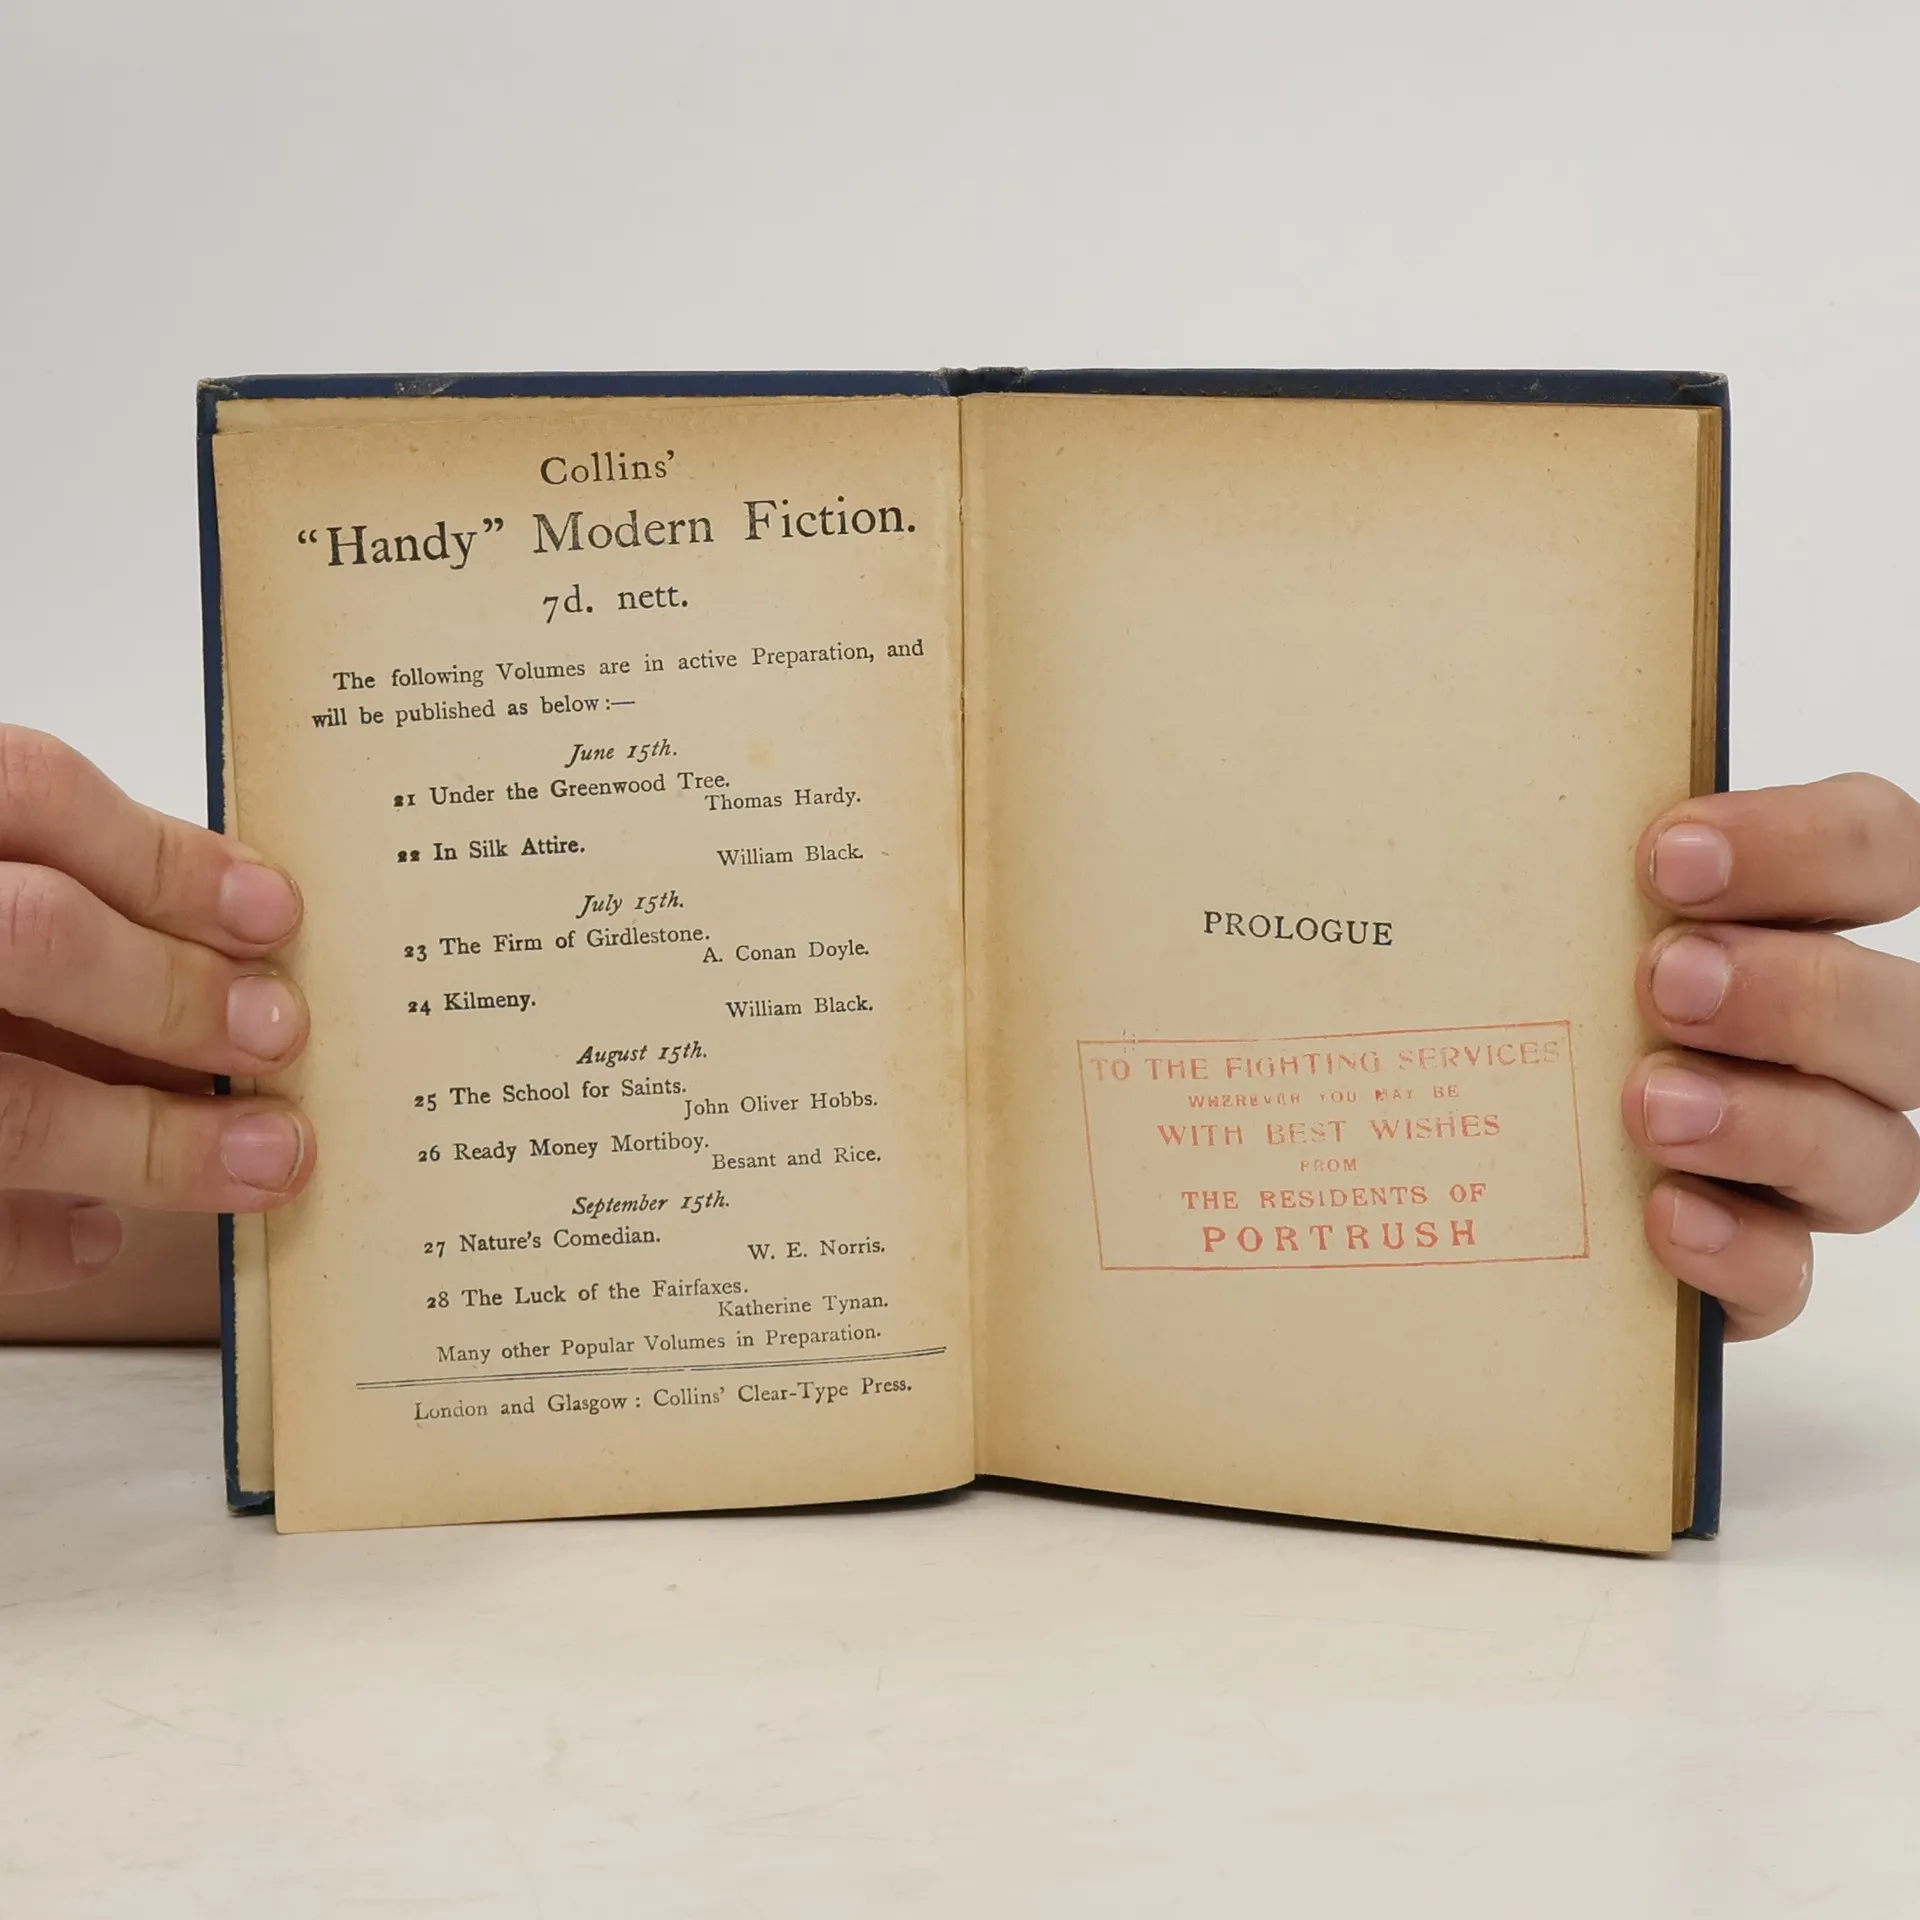 Collins’
“Handy” Modern Fiction.
7d. nett.
The following Volumes are in active Preparation, and
will be published as below:—
June 15th.
21 Under the Greenwood Tree.
Thomas Hardy.
22 In Silk Attire.
William Black.
July 15th.
23 The Firm of Girdlestone.
A. Conan Doyle.
24 Kilmeny.
William Black.
August 15th.
25 The School for Saints.
John Oliver Hobbs.
26 Ready Money Mortiboy.
Besant and Rice.
September 15th.
27 Nature’s Comedian.
W. E. Norris.
28 The Luck of the Fairfaxes.
Katherine Tynan.
Many other Popular Volumes in Preparation.
London and Glasgow: Collins’ Clear-Type Press.
PROLOGUE
TO THE FIGHTING SERVICES
WHEREVER YOU MAY BE
WITH BEST WISHES
FROM
THE RESIDENTS OF
PORTRUSH